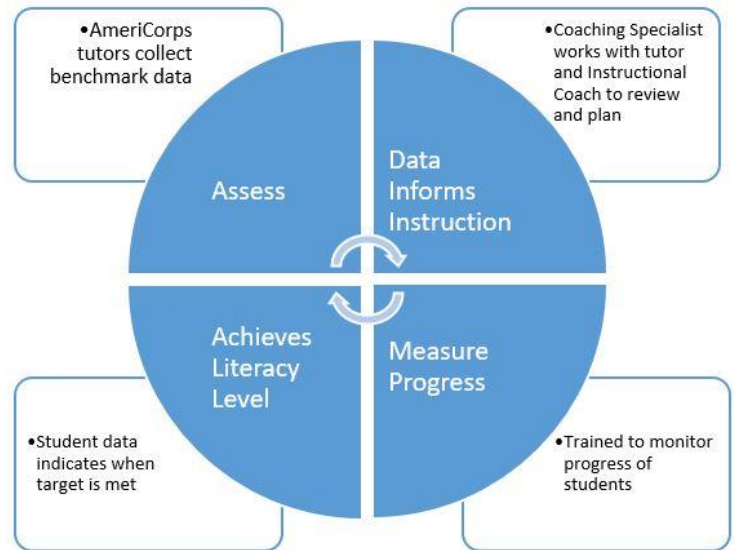 •AmeriCorps
tutors collect
benchmark data
•Coaching Specialist
works with tutor
and Instructional
Coach to review
and plan
Assess
Data
Informs
Instruction
Achieves
Literacy
Level
Measure
Progress
•Student data
indicates when
target is met
•Trained to monitor
progress of
students